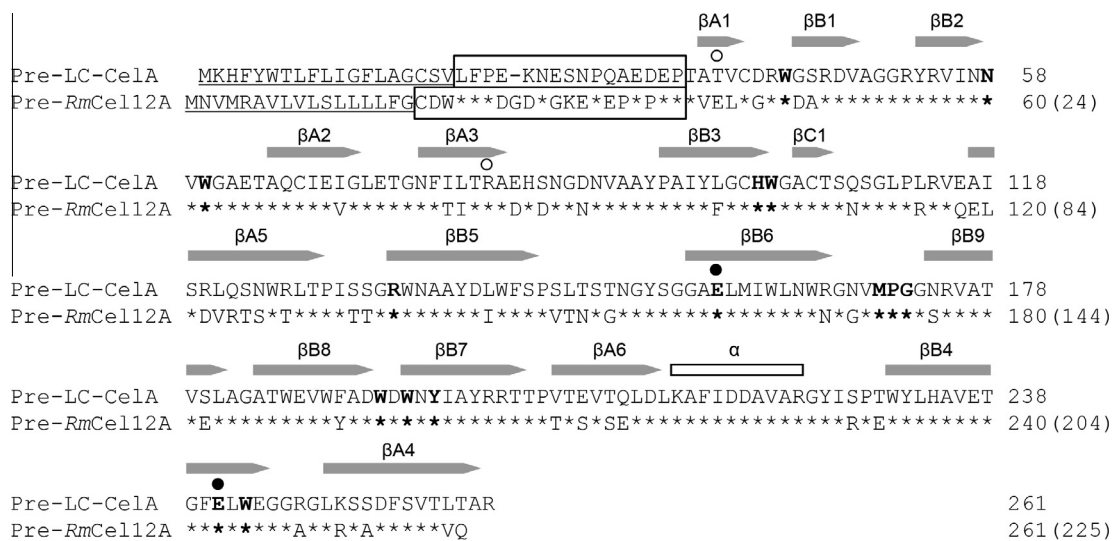 βA1 βB1 βB2
Pre-LC-CelA MKHFYWTLFLIGFLAGCSVLFPE-KNESNPQAEDEPTATVCDRWGSRDVAGGRYRVINN 58
Pre-RmCel12A MNVMRAVLVLSLLLLFGCDW***DGD*GKE*EP*P***VEL*G**DA************ 60(24)
βA2 βA3 βB3 βC1
Pre-LC-CelA VWGAETAQCIEIGLETGNFILTRAEHSNGDNVAAYPAIYLGCHWGACTSQSGLPLRVEAI 118
Pre-RmCel12A ***********V*******TI***D*D**N*********F*********N****R**QEL 120(84)
βA5 βB5 βB6 βB9
Pre-LC-CelA SRLQSNWRLTPISSGRWNAAYDLWFSPSLTSTNGYSGGAELMIWLNWRGNVMPGGNRVAT 178
Pre-RmCel12A *DVRTS*T****TT********I****VTN*G***************N*G*****S**** 180(144)
βB8 βB7 βA6 α βB4
Pre-LC-CelA VSLAGATWEVWFADWDWNYIAYRRTTPVTEVTQLDLKAFIDDAVARGYISPTWYLHAVET 238
Pre-RmCel12A *E*********Y***************T*S*SE****************R*E******** 240(204)
βA4
Pre-LC-CelA GFELWEGGRGLKSSDFSVTLTAR 261
Pre-RmCel12A ********A**R*A*****VQ 261(225)